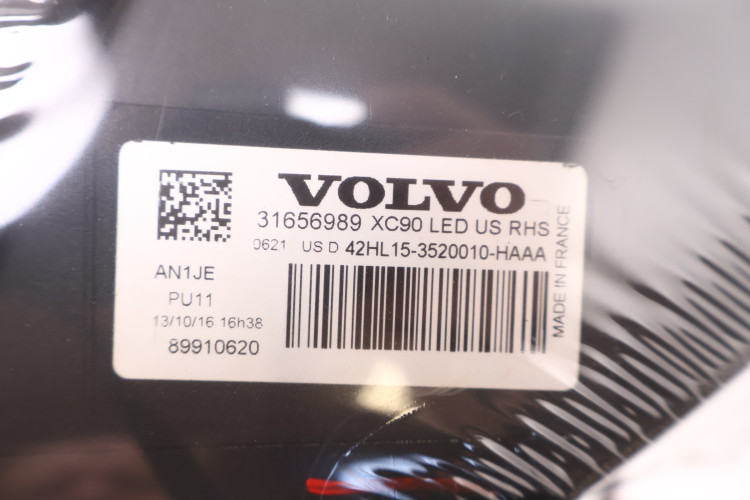 VOLVO
31656989 XC90 LED US RHS
0621 US D 42HL15-3520010-HAAA
AN1JE
PU11
13/10/16 16h38
89910620
MADE IN FRANCE